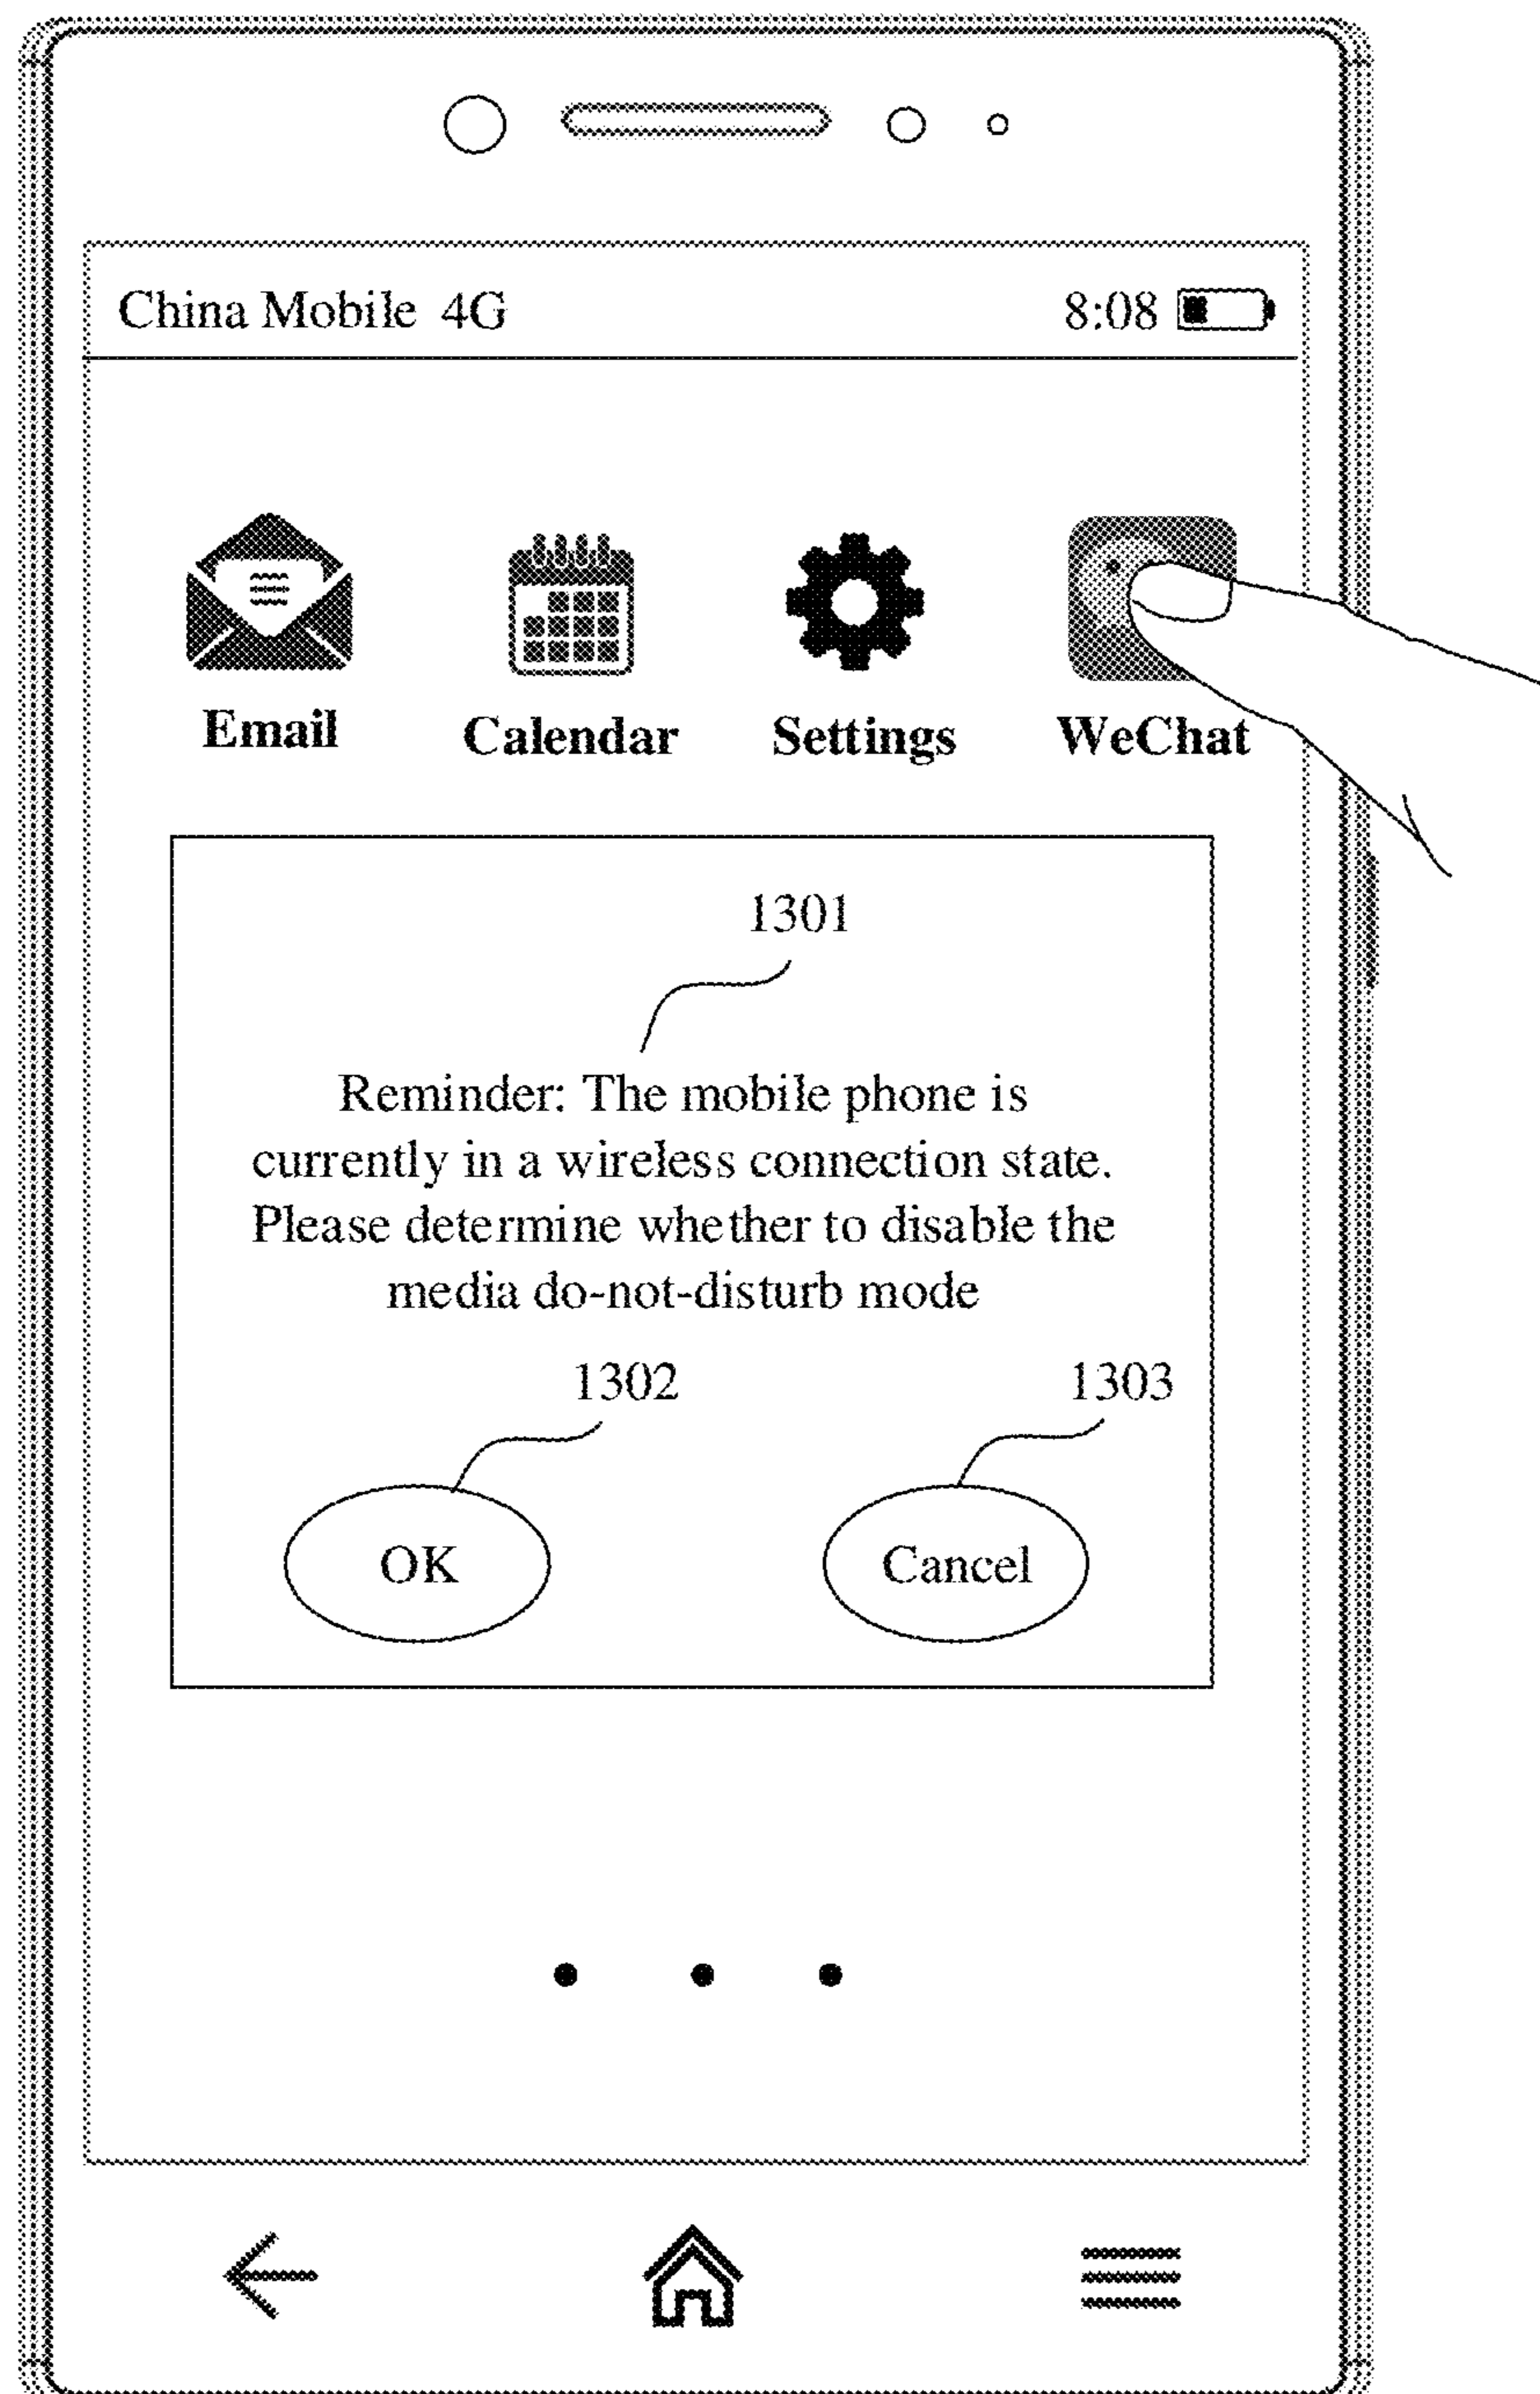 China Mobile 4G 8:08
Email Calendar Settings WeChat
1301
Reminder: The mobile phone is
currently in a wireless connection state.
Please determine whether to disable the
media do-not-disturb mode
1302 1303
OK Cancel